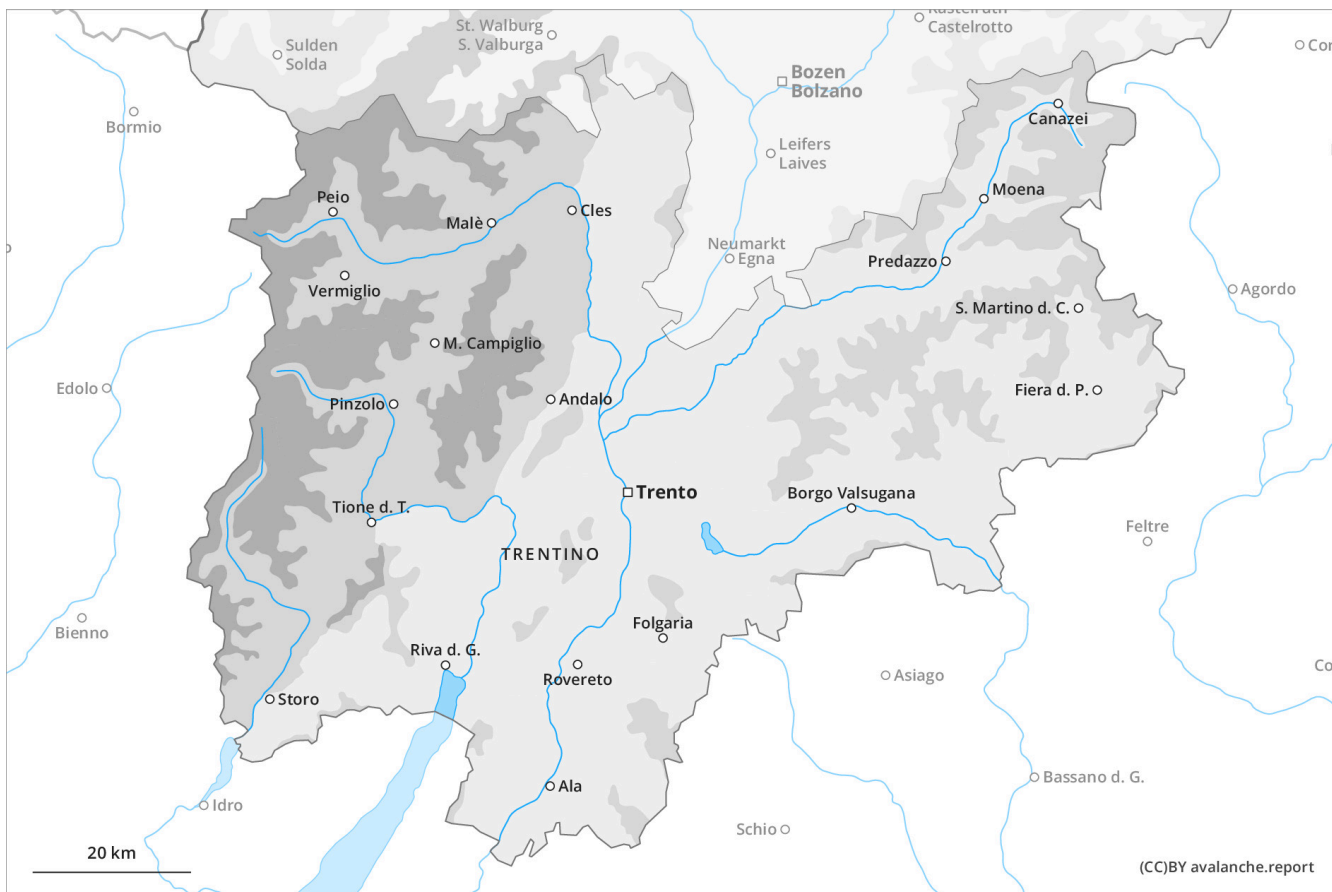 Kastelruth
Castelrotto
St. Walburg
S. Valburga
Sulden
Solda
Bozen
Bolzano
Bormio
Canazei
Leifers
Laives
Peio
Malè
Cles
Moena
Neumarkt
Egna
Predazzo
Vermiglio
Agordo
S. Martino d. C.
M. Campiglio
Edolo
Pinzolo
Andalo
Fiera d. P.
Trento
Borgo Valsugana
Tione d. T.
Feltre
TRENTINO
Bienno
Folgaria
Riva d. G.
Rovereto
Asiago
Storo
Ala
Bassano d. G.
Idro
Schio
20 km
(CC)BY avalanche.report